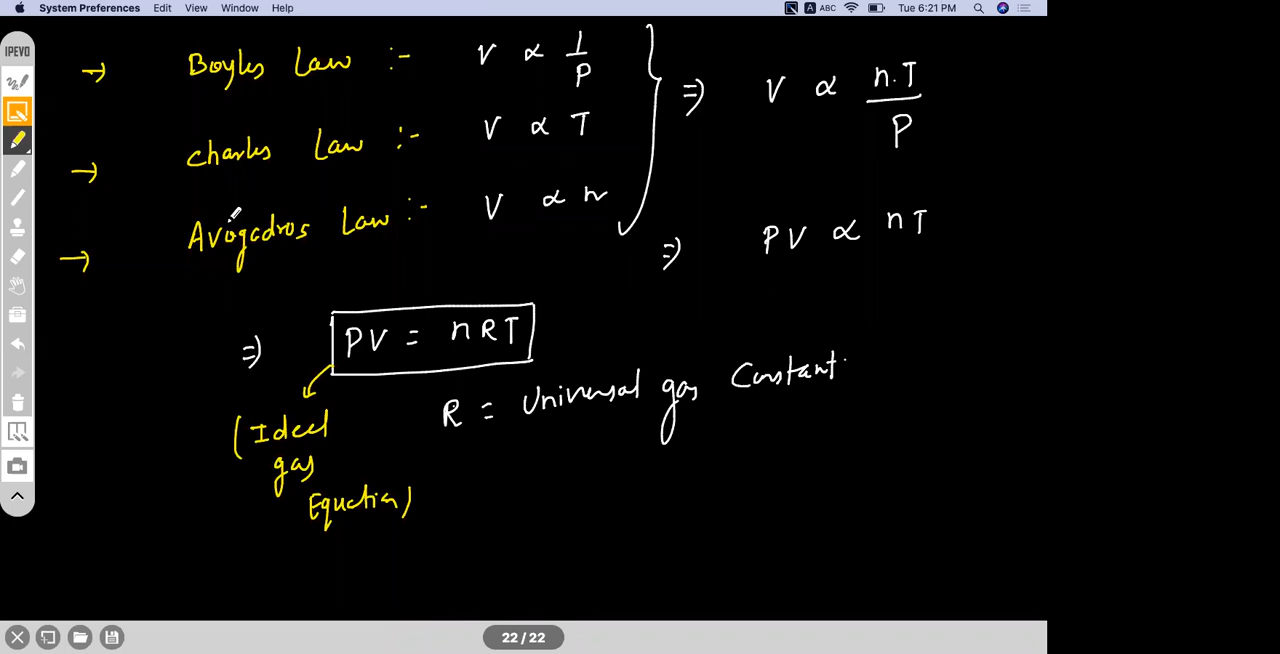 System Preferences Edit View Window Help ABC Tue 6:21 PM
IPEVO
→ Boyles Law :- V ∝ 1/P
→ Charles Law :- V ∝ T
→ Avogadros Law :- V ∝ n
⇒ V ∝ n.T/P
⇒ PV ∝ nT
⇒ PV = nRT
R = Universal gas Constant.
(Ideal
gas
Equation)
22 / 22